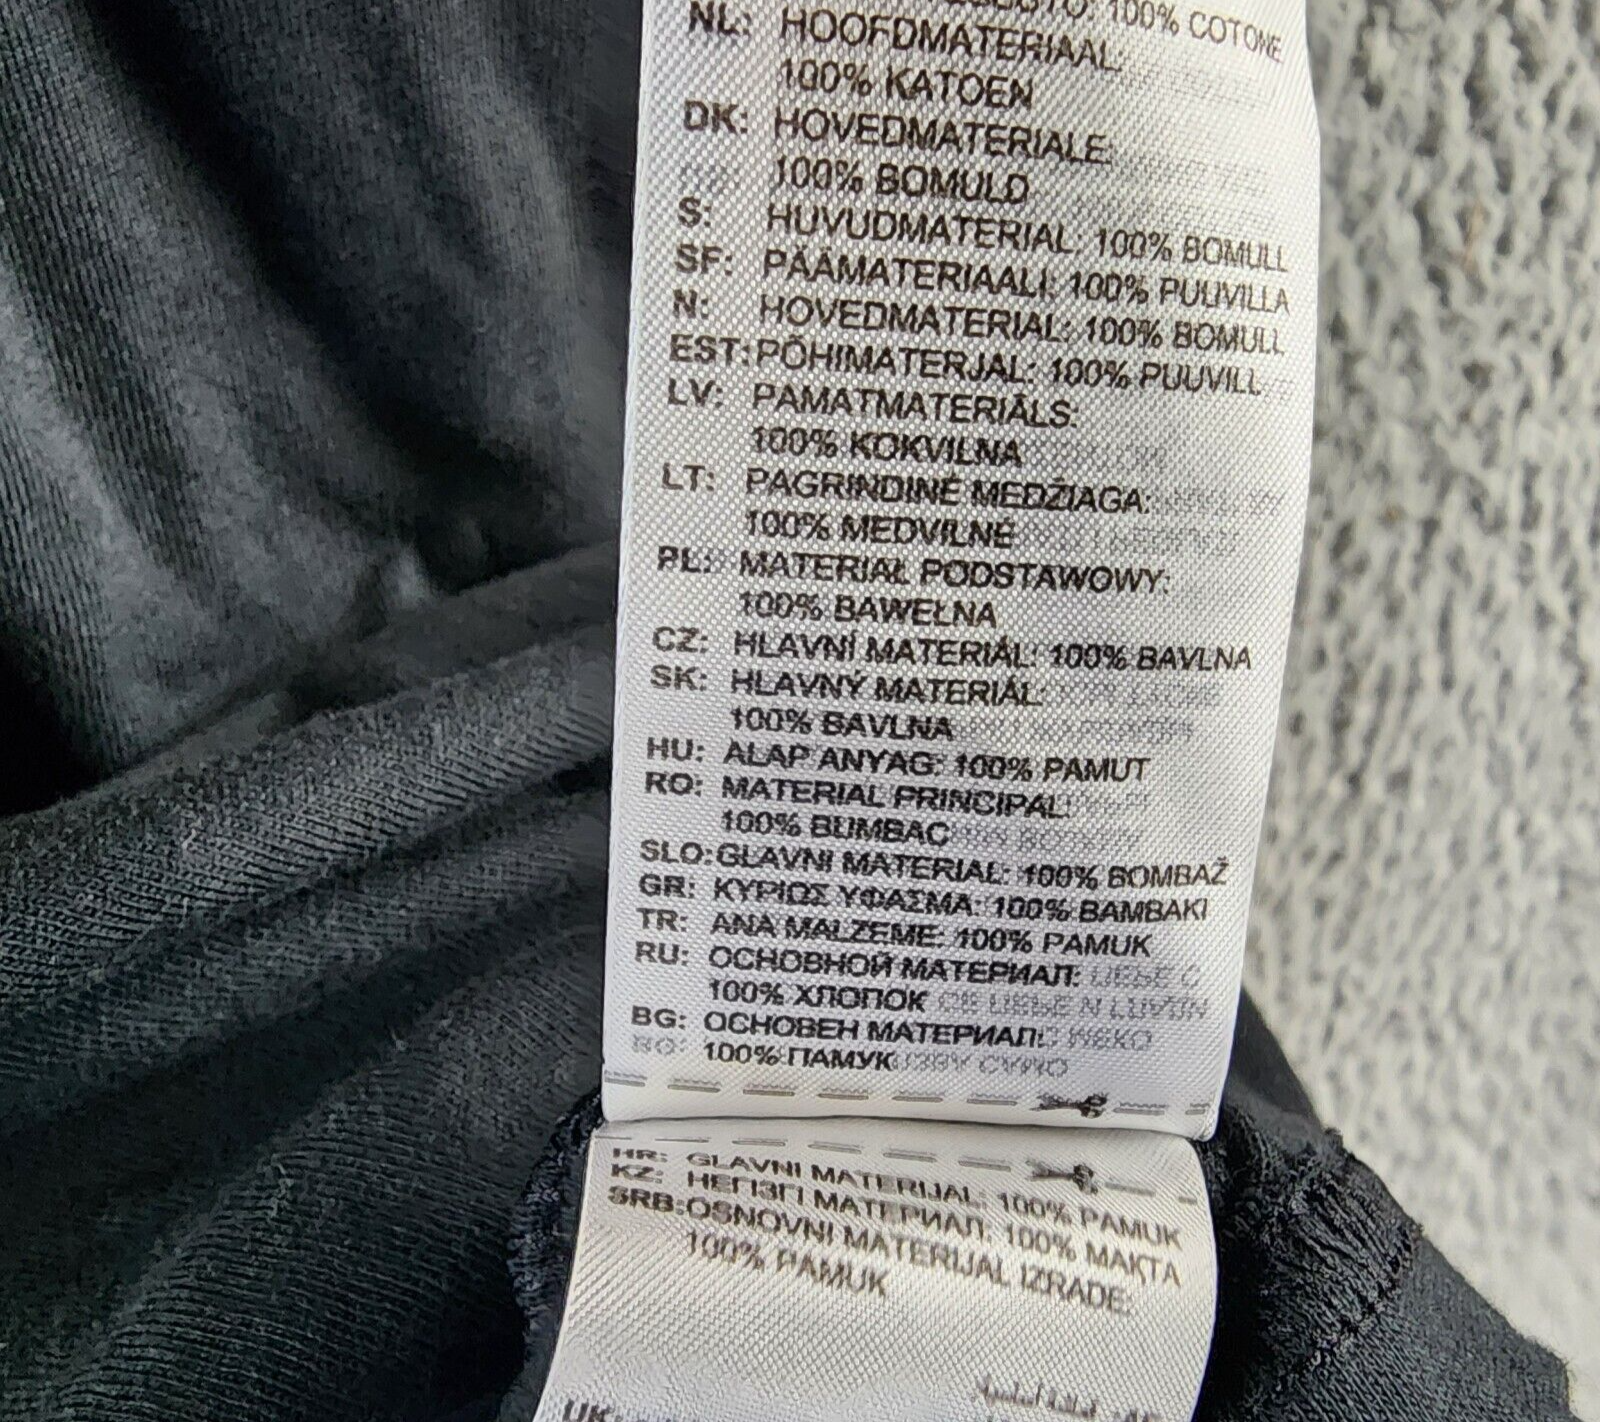 100% COTONE
NL: HOOFDMATERIAAL:
100% KATOEN
DK: HOVEDMATERIALE:
100% BOMULD
S: HUVUDMATERIAL: 100% BOMULL
SF: PÄÄMATERIAALI: 100% PUUVILLA
N: HOVEDMATERIAL: 100% BOMULL
EST: PÕHIMATERJAL: 100% PUUVILL
LV: PAMATMATERIĀLS:
100% KOKVILNA
LT: PAGRINDINĖ MEDŽIAGA:
100% MEDVILNĖ
PL: MATERIAŁ PODSTAWOWY:
100% BAWEŁNA
CZ: HLAVNÍ MATERIÁL: 100% BAVLNA
SK: HLAVNÝ MATERIÁL:
100% BAVLNA
HU: ALAP ANYAG: 100% PAMUT
RO: MATERIAL PRINCIPAL:
100% BUMBAC
SLO: GLAVNI MATERIAL: 100% BOMBAŽ
GR: ΚΥΡΙΩΣ ΥΦΑΣΜΑ: 100% BAMBAKI
TR: ANA MALZEME: 100% PAMUK
RU: ОСНОВНОЙ МАТЕРИАЛ:
100% ХЛОПОК
BG: ОСНОВЕН МАТЕРИАЛ:
100% ПАМУК
HR: GLAVNI MATERIJAL: 100% PAMUK
KZ: НЕГІЗГІ МАТЕРИАЛ: 100% МАҚТА
SRB: OSNOVNI MATERIJAL IZRADE:
100% PAMUK
UK: